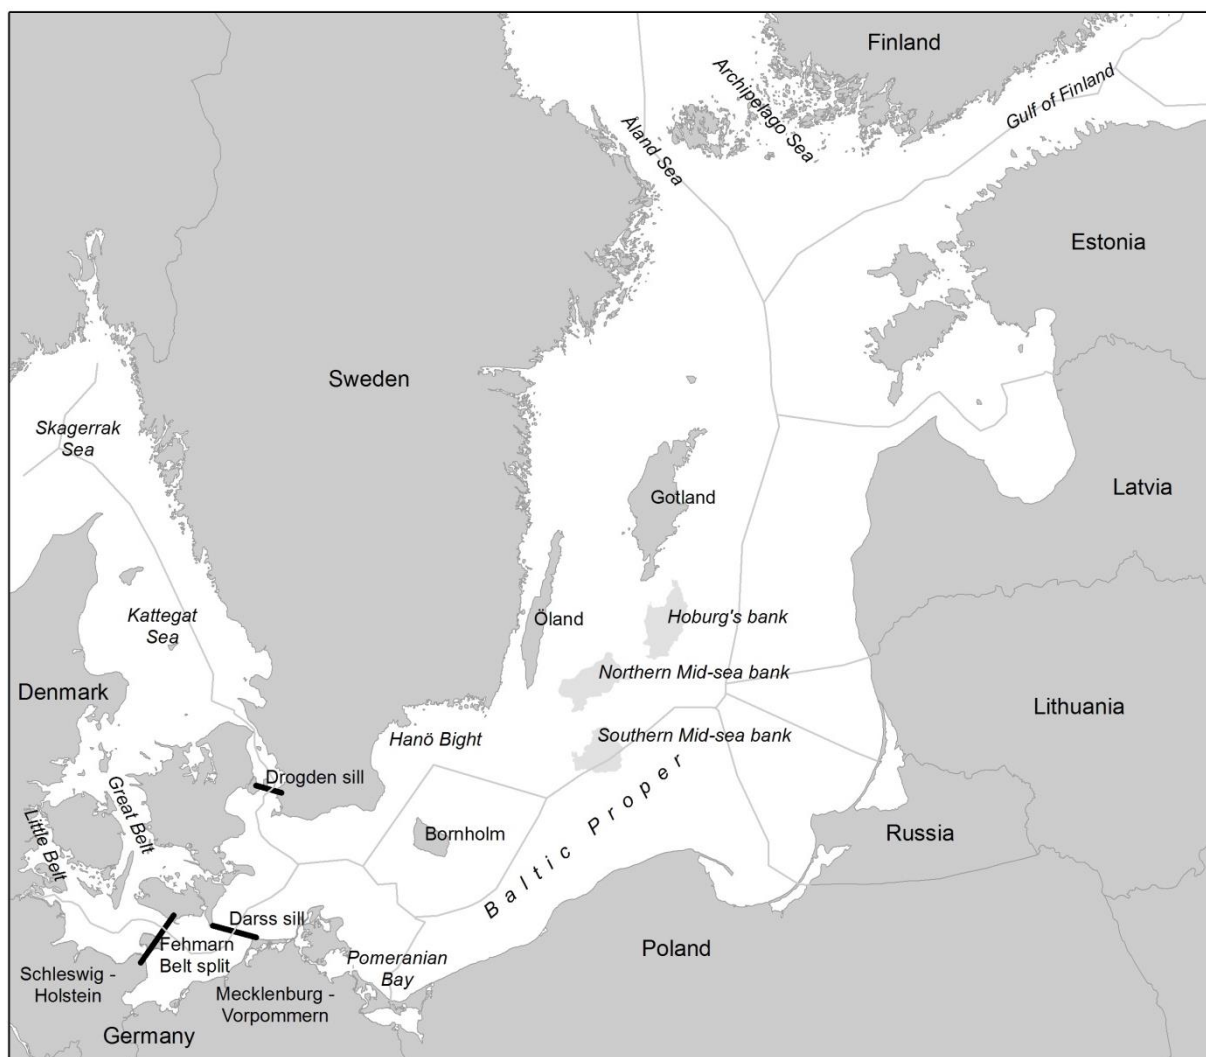 Finland
Gulf of Finland
Archipelago Sea
Åland Sea
Estonia
Sweden
Skagerrak
Sea
Gotland
Latvia
Kattegat
Sea
Öland
Hoburg's bank
Northern Mid-sea bank
Denmark
Lithuania
Hanö Bight
Southern Mid-sea bank
Drogden sill
Great Belt
Little Belt
Bornholm
Baltic Proper
Russia
Darss sill
Fehmarn
Belt split
Poland
Pomeranian
Bay
Schleswig -
Holstein
Mecklenburg -
Vorpommern
Germany